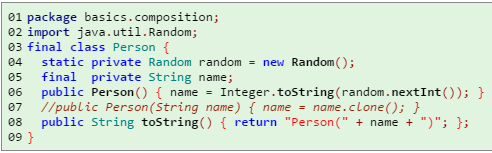 01 package basics.composition;
02 import java.util.Random;
03 final class Person {
04   static private Random random = new Random();
05   final  private String name;
06   public Person() { name = Integer.toString(random.nextInt()); }
07   //public Person(String name) { name = name.clone(); }
08   public String toString() { return "Person(" + name + ")"; };
09 }